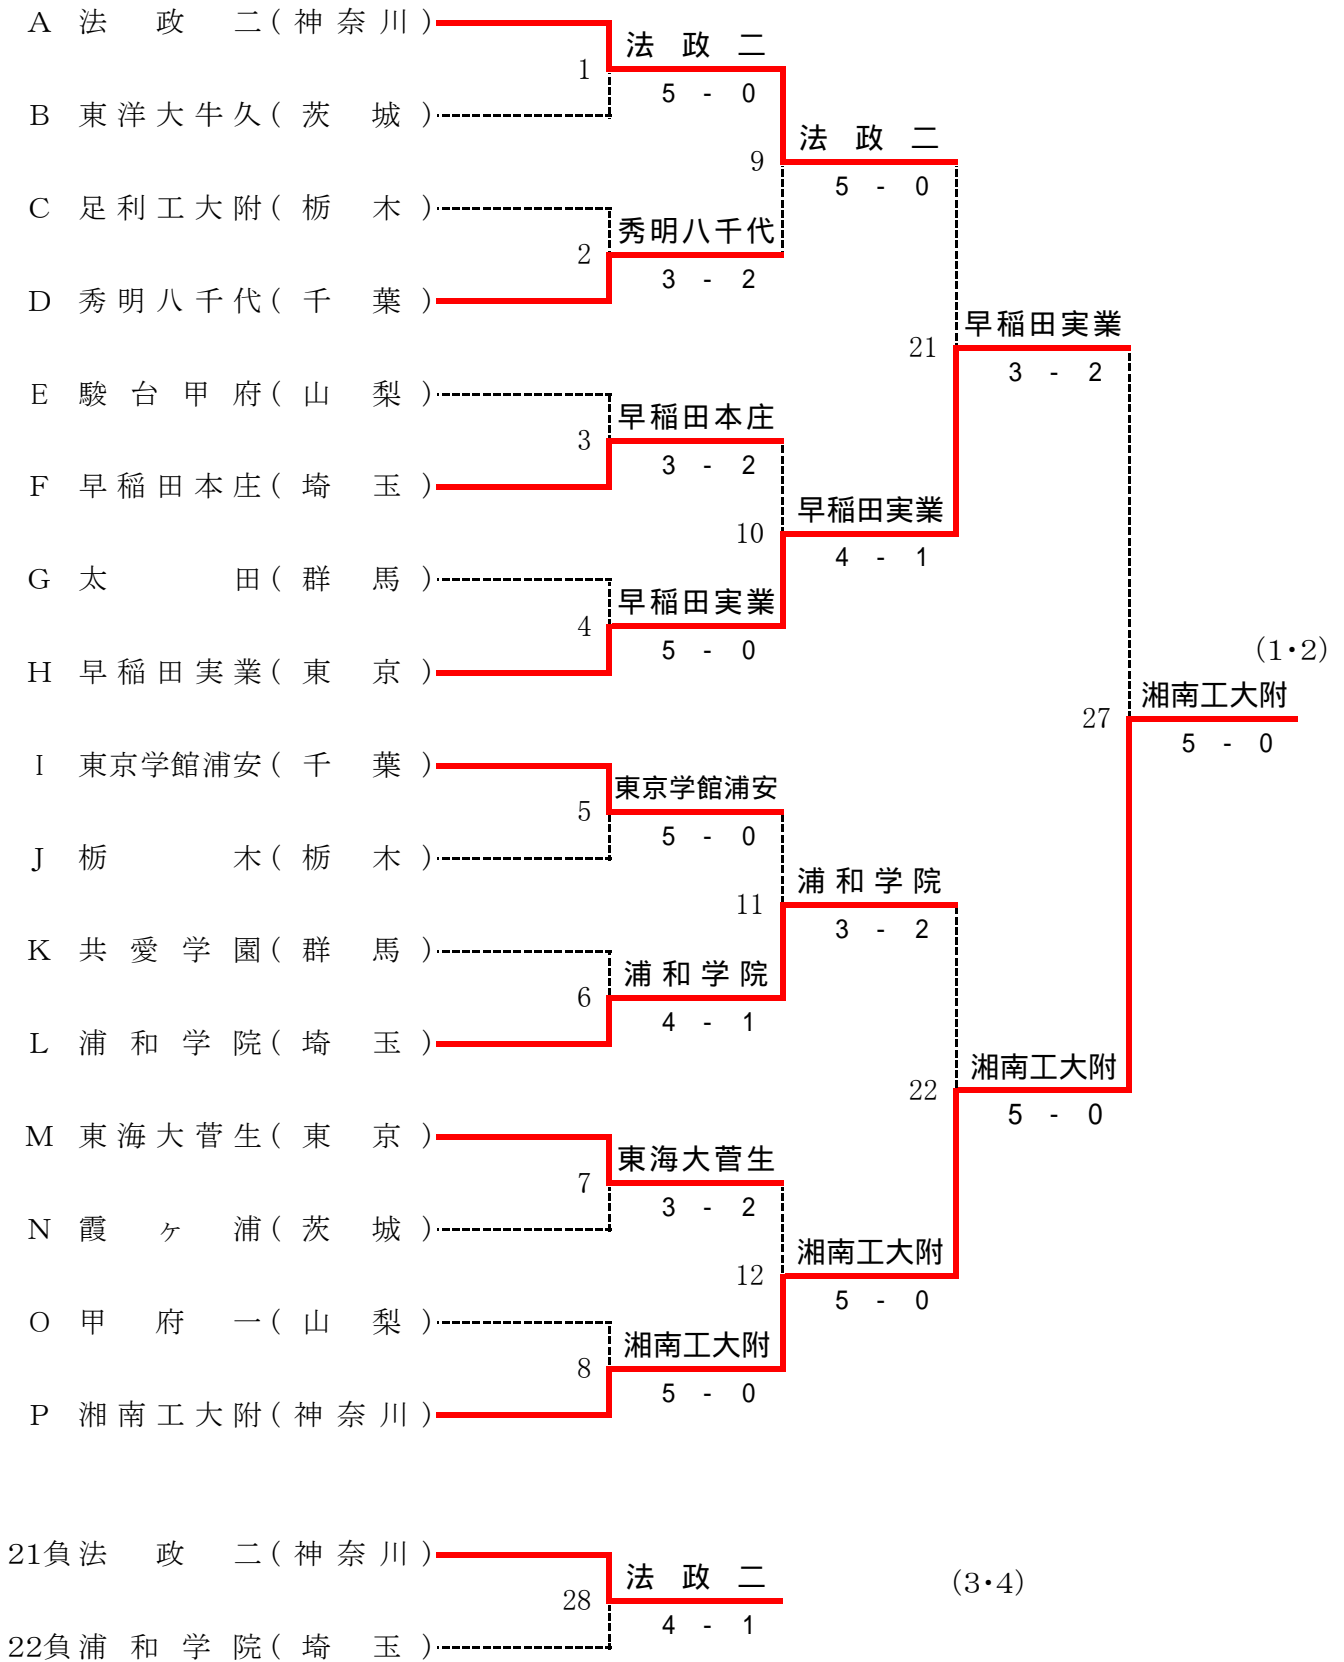 A 法政二(神奈川)
法政二
1
5 - 0
B 東洋大牛久(茨城)
法政二
9
5 - 0
C 足利工大附(栃木)
秀明八千代
2
3 - 2
D 秀明八千代(千葉)
早稲田実業
21
3 - 2
E 駿台甲府(山梨)
早稲田本庄
3
3 - 2
F 早稲田本庄(埼玉)
早稲田実業
10
4 - 1
G 太田(群馬)
早稲田実業
4
5 - 0
H 早稲田実業(東京)
(1・2)
湘南工大附
27
5 - 0
I 東京学館浦安(千葉)
東京学館浦安
5
5 - 0
J 栃木(栃木)
浦和学院
11
3 - 2
K 共愛学園(群馬)
浦和学院
6
4 - 1
L 浦和学院(埼玉)
湘南工大附
22
5 - 0
M 東海大菅生(東京)
東海大菅生
7
3 - 2
N 霞ヶ浦(茨城)
湘南工大附
12
5 - 0
O 甲府一(山梨)
湘南工大附
8
5 - 0
P 湘南工大附(神奈川)
21負 法政二(神奈川)
法政二
(3・4)
28
4 - 1
22負 浦和学院(埼玉)